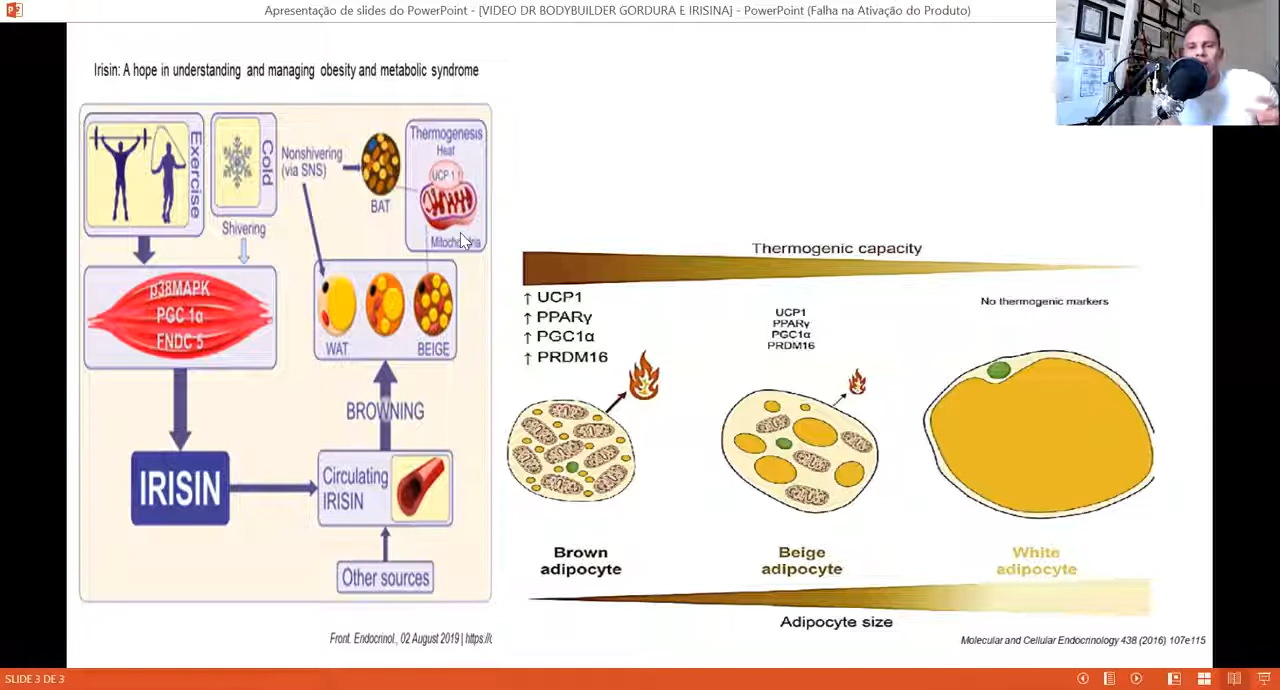 Apresentação de slides do PowerPoint - [VIDEO DR BODYBUILDER GORDURA E IRISINA] - PowerPoint (Falha na Ativação do Produto)
Irisin: A hope in understanding and managing obesity and metabolic syndrome
Exercise
Cold
Nonshivering
(via SNS)
BAT
Thermogenesis
Heat
UCP 1
Mitochondria
Shivering
p38MAPK
PGC 1α
FNDC 5
WAT
BEIGE
BROWNING
IRISIN
Circulating
IRISIN
Other sources
Front. Endocrinol., 02 August 2019 | https://
Thermogenic capacity
↑ UCP1
↑ PPARγ
↑ PGC1α
↑ PRDM16
UCP1
PPARγ
PGC1α
PRDM16
No thermogenic markers
Brown
adipocyte
Beige
adipocyte
White
adipocyte
Adipocyte size
Molecular and Cellular Endocrinology 438 (2016) 107e115
SLIDE 3 DE 3